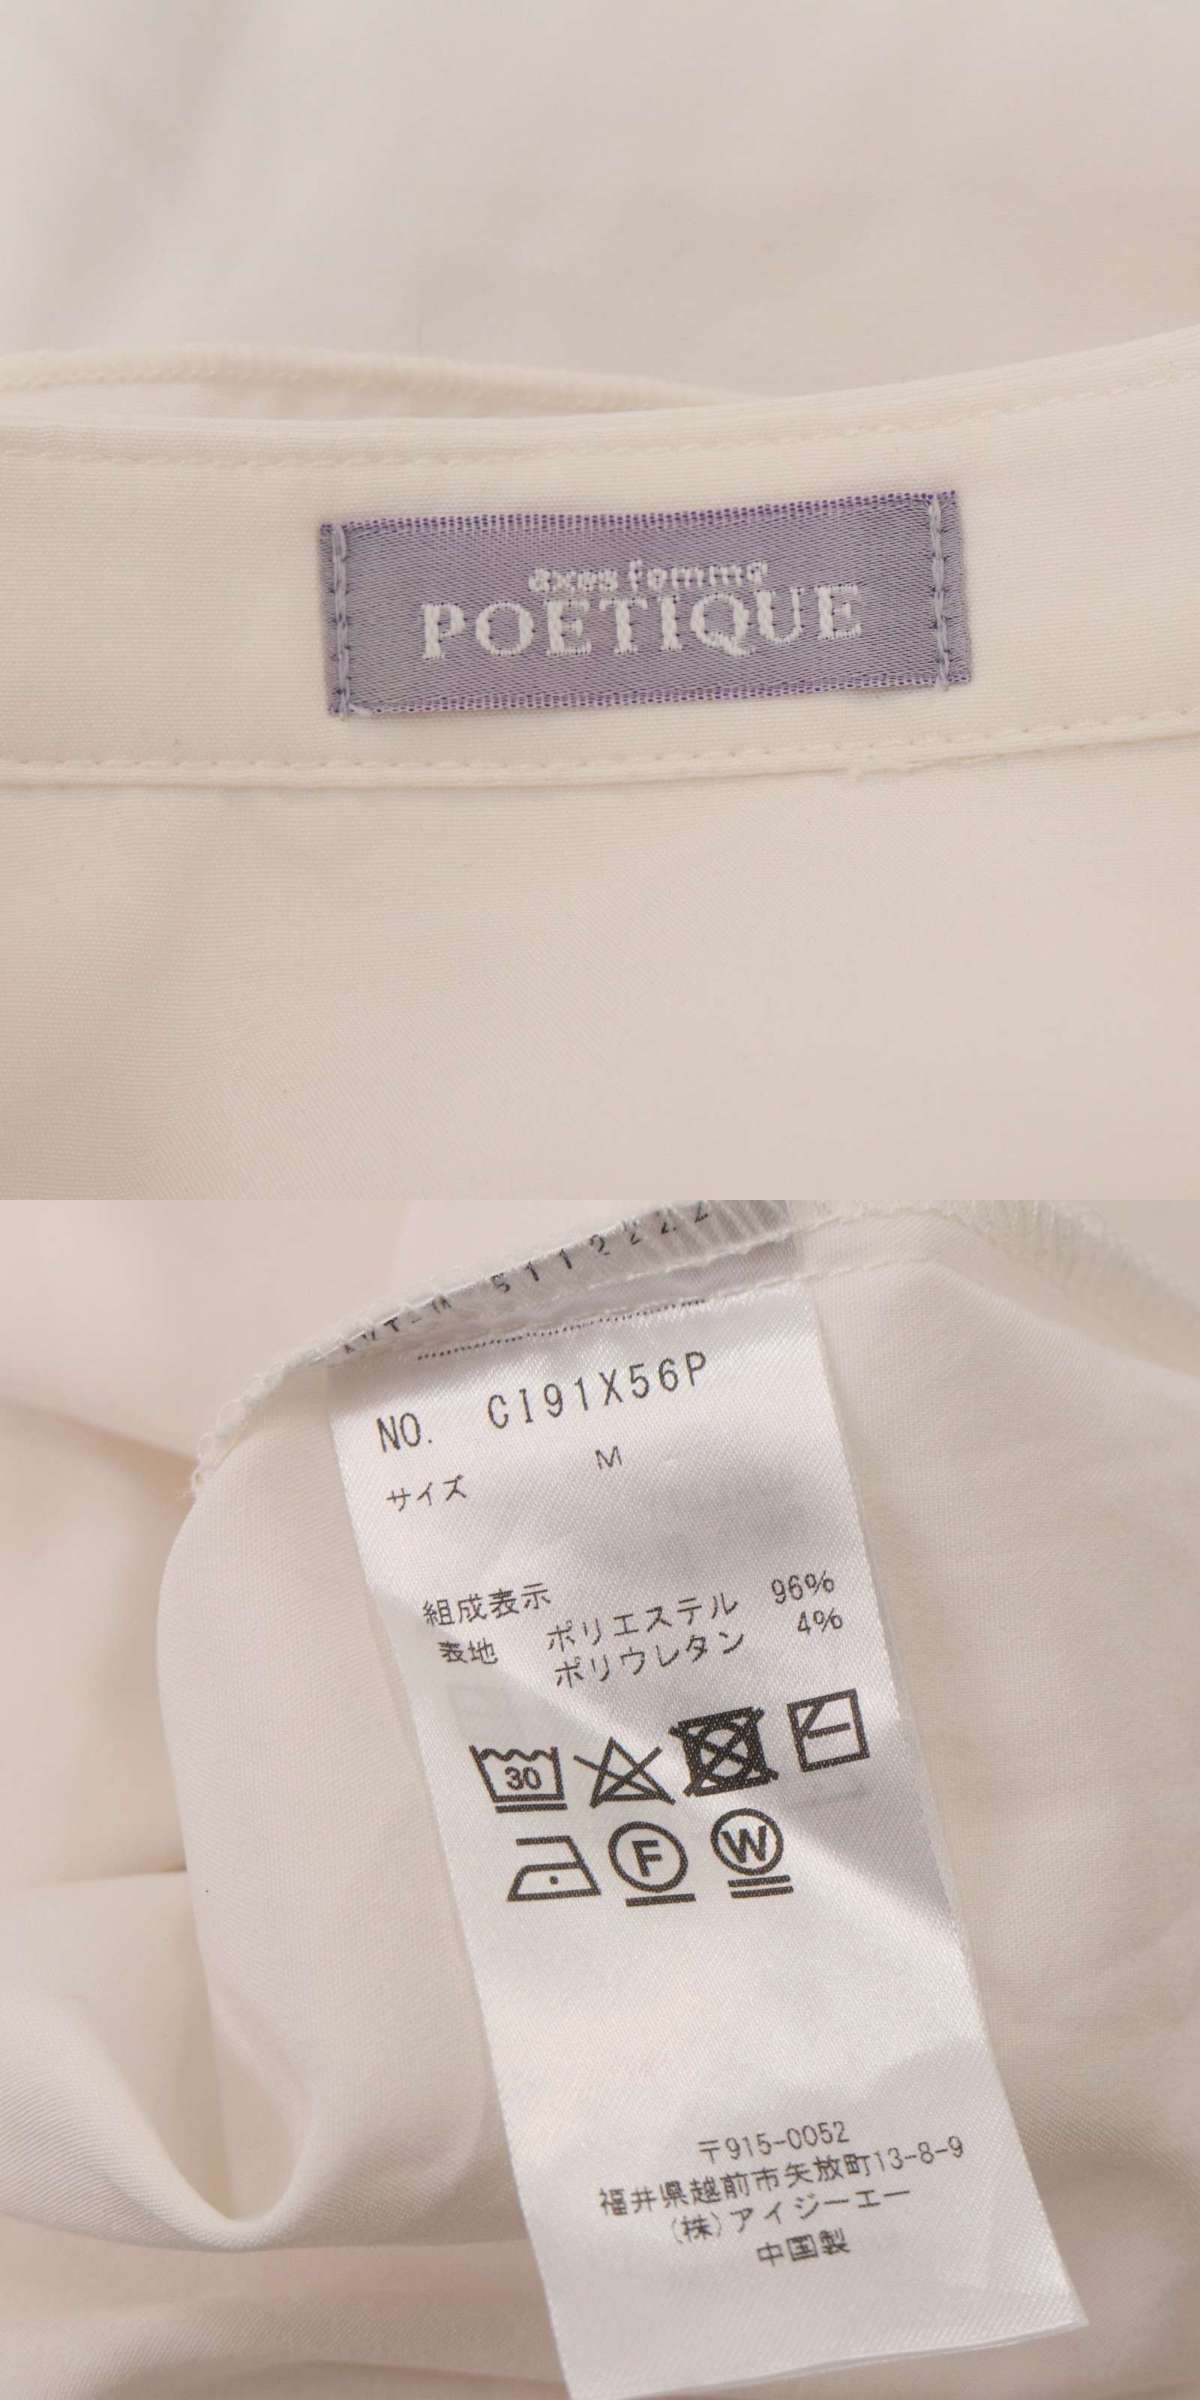 axes femme
POETIQUE
NO. CI91X56P
サイズ M
組成表示
表地 ポリエステル 96%
ポリウレタン 4%
30
F W
〒915-0052
福井県越前市矢放町13-8-9
(株)アイジーエー
中国製